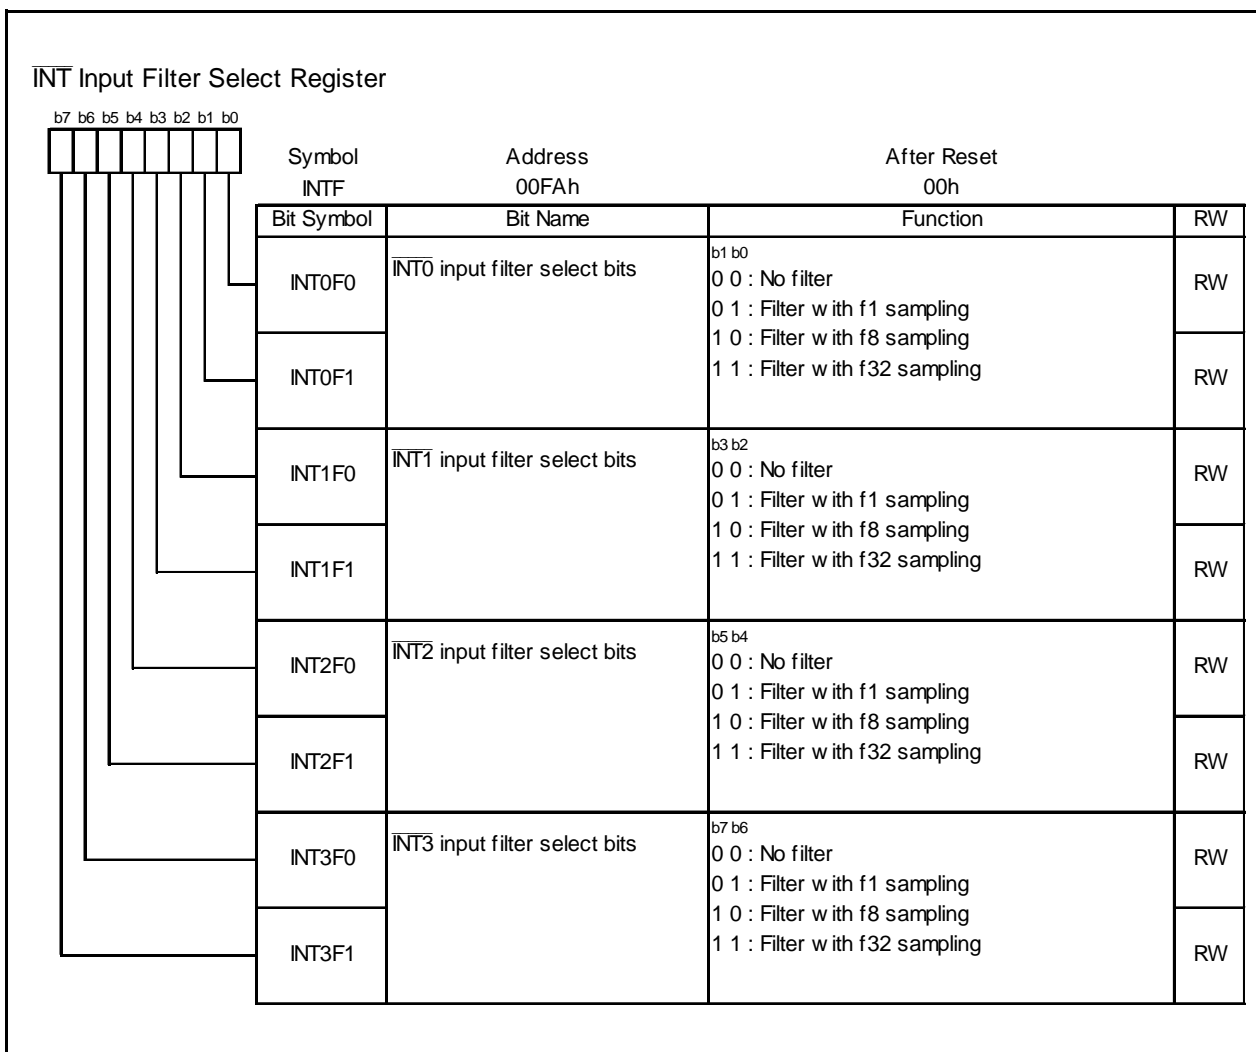 INT Input Filter Select Register
b7 b6 b5 b4 b3 b2 b1 b0
Symbol Address After Reset
INTF 00FAh 00h
Bit Symbol Bit Name Function RW
INT0F0 INT0 input filter select bits b1 b0
0 0 : No filter
0 1 : Filter with f1 sampling
1 0 : Filter with f8 sampling
1 1 : Filter with f32 sampling
RW
INT0F1 RW
INT1F0 INT1 input filter select bits b3 b2
0 0 : No filter
0 1 : Filter with f1 sampling
1 0 : Filter with f8 sampling
1 1 : Filter with f32 sampling
RW
INT1F1 RW
INT2F0 INT2 input filter select bits b5 b4
0 0 : No filter
0 1 : Filter with f1 sampling
1 0 : Filter with f8 sampling
1 1 : Filter with f32 sampling
RW
INT2F1 RW
INT3F0 INT3 input filter select bits b7 b6
0 0 : No filter
0 1 : Filter with f1 sampling
1 0 : Filter with f8 sampling
1 1 : Filter with f32 sampling
RW
INT3F1 RW